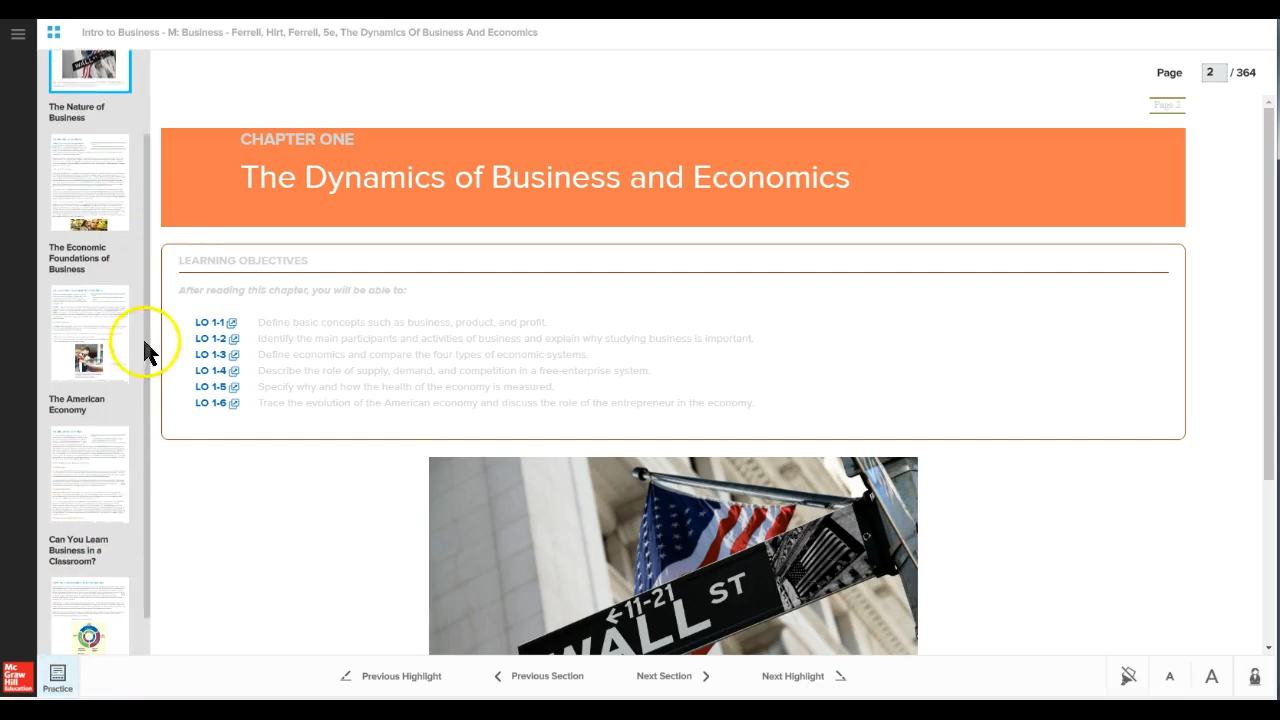 Intro to Business - M: Business - Ferrell, Hirt, Ferrell, 5e, The Dynamics Of Business And Economics
Page 2 / 364
Page 2
The Nature of
Business
The Economic
Foundations of
Business
The American
Economy
Can You Learn
Business in a
Classroom?
CHAPTER ONE
The Dynamics of Business and Economics
LEARNING OBJECTIVES
After reading this chapter, you will be able to:
LO 1-1 Define basic concepts such as business, product, and profit.
LO 1-2 Identify the main participants and activities of business and explain why studying business is important.
LO 1-3 Define economics and compare the four types of economic systems.
LO 1-4 Describe the role of supply, demand, and competition in a free-enterprise system.
LO 1-5 Specify why and how the health of the economy is measured.
LO 1-6 Trace the evolution of the American economy and discuss the role of the entrepreneur in the economy.
←11-21
WALL ST
Mc
Graw
Hill
Education
Practice
Previous Highlight
Previous Section
Next Section
Next Highlight
A
A